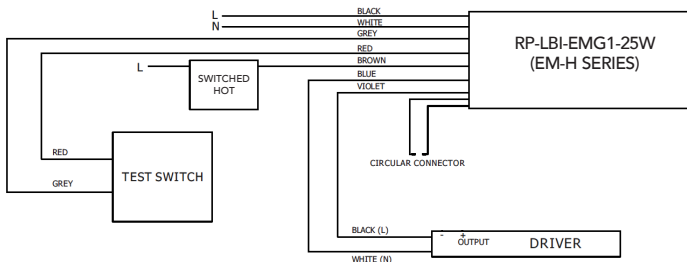 L
BLACK
N
WHITE
GREY
RED
BROWN
BLUE
VIOLET
L
SWITCHED
HOT
RP-LBI-EMG1-25W
(EM-H SERIES)
CIRCULAR CONNECTOR
RED
GREY
TEST SWITCH
BLACK (L)
WHITE (N)
- +
OUTPUT
DRIVER